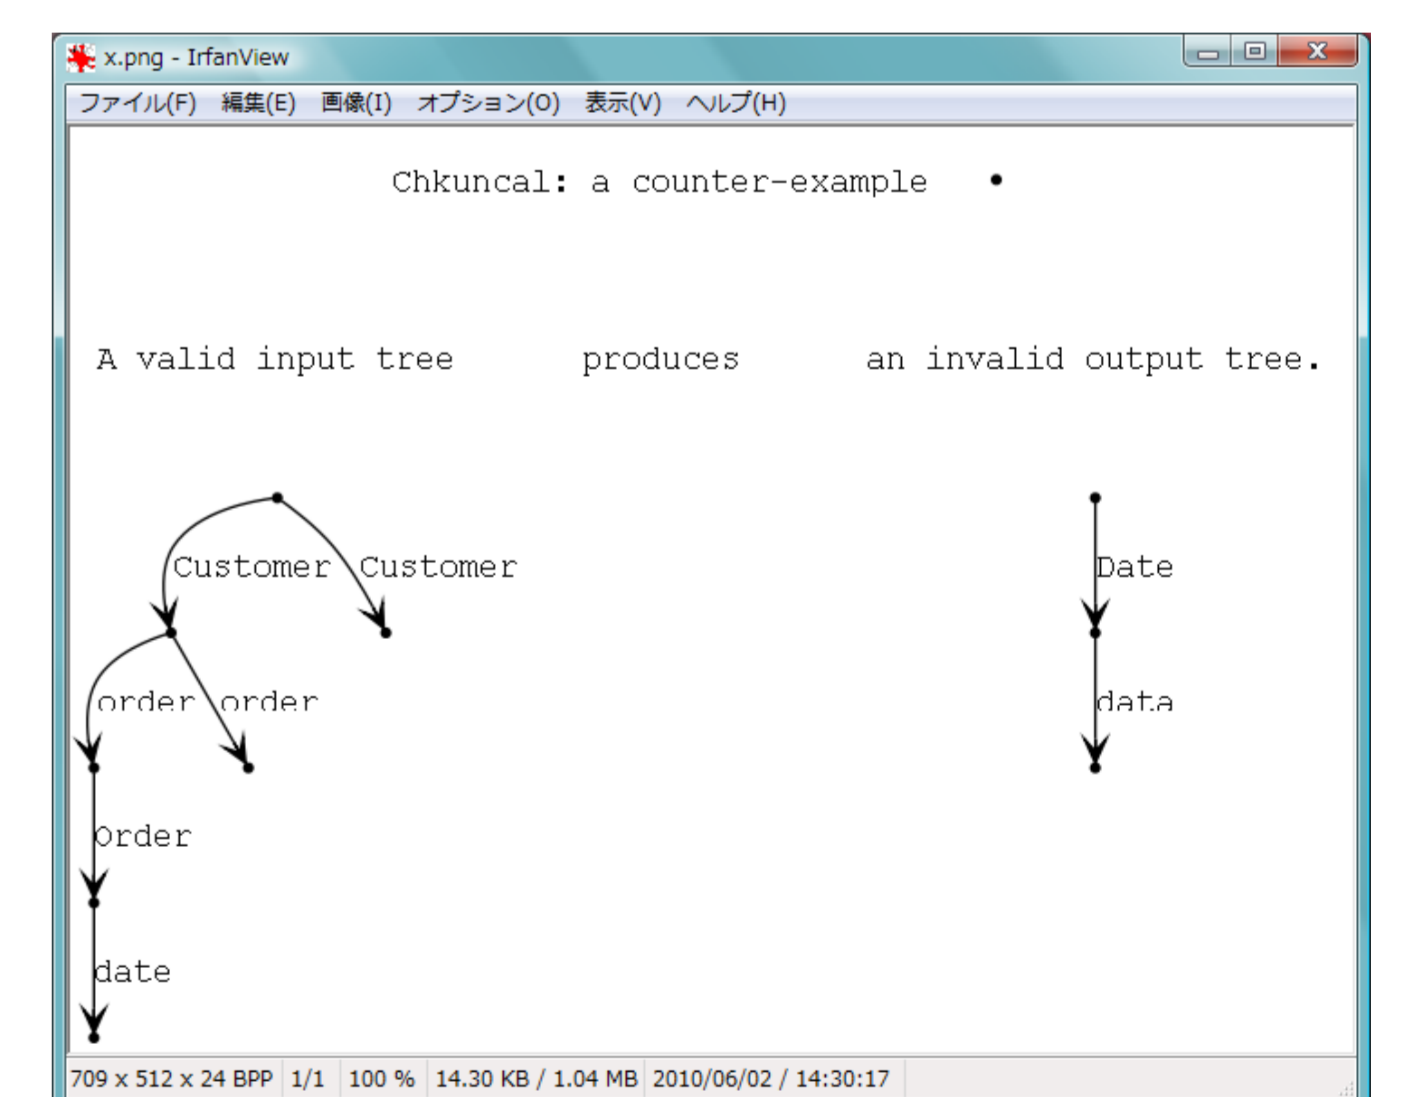 x.png - IrfanView
ファイル(F) 編集(E) 画像(I) オプション(O) 表示(V) ヘルプ(H)
Chkuncal: a counter-example
A valid input tree produces an invalid output tree.
Customer Customer Date
order order data
Order
date
709 x 512 x 24 BPP 1/1 100 % 14.30 KB / 1.04 MB 2010/06/02 / 14:30:17